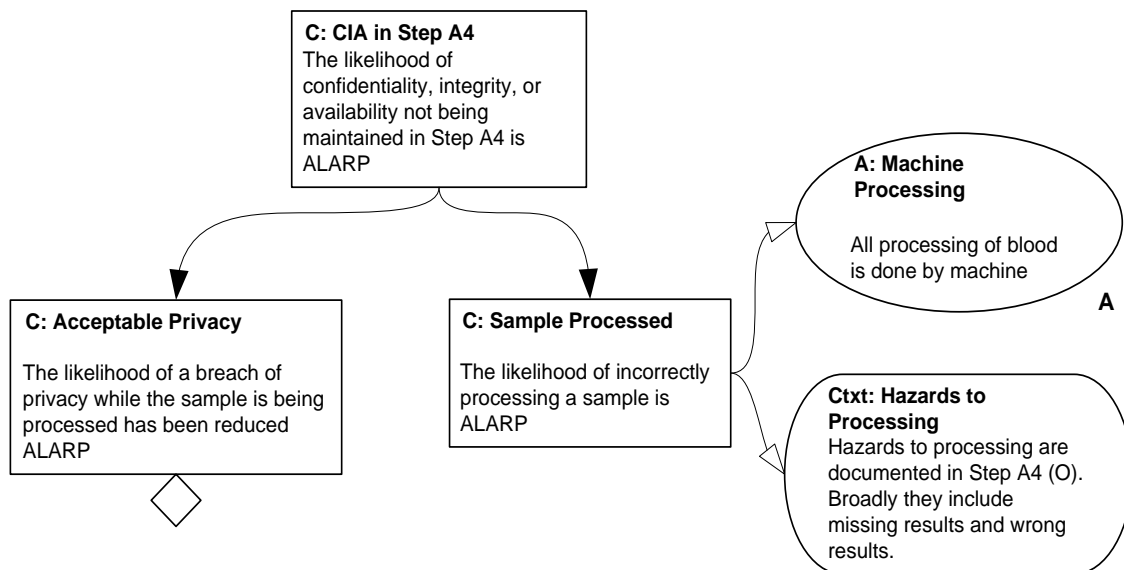 C: CIA in Step A4
The likelihood of
confidentiality, integrity, or
availability not being
maintained in Step A4 is
ALARP
A: Machine
Processing
All processing of blood
is done by machine
A
C: Acceptable Privacy
The likelihood of a breach of
privacy while the sample is being
processed has been reduced
ALARP
C: Sample Processed
The likelihood of incorrectly
processing a sample is
ALARP
Ctxt: Hazards to
Processing
Hazards to processing are
documented in Step A4 (O).
Broadly they include
missing results and wrong
results.